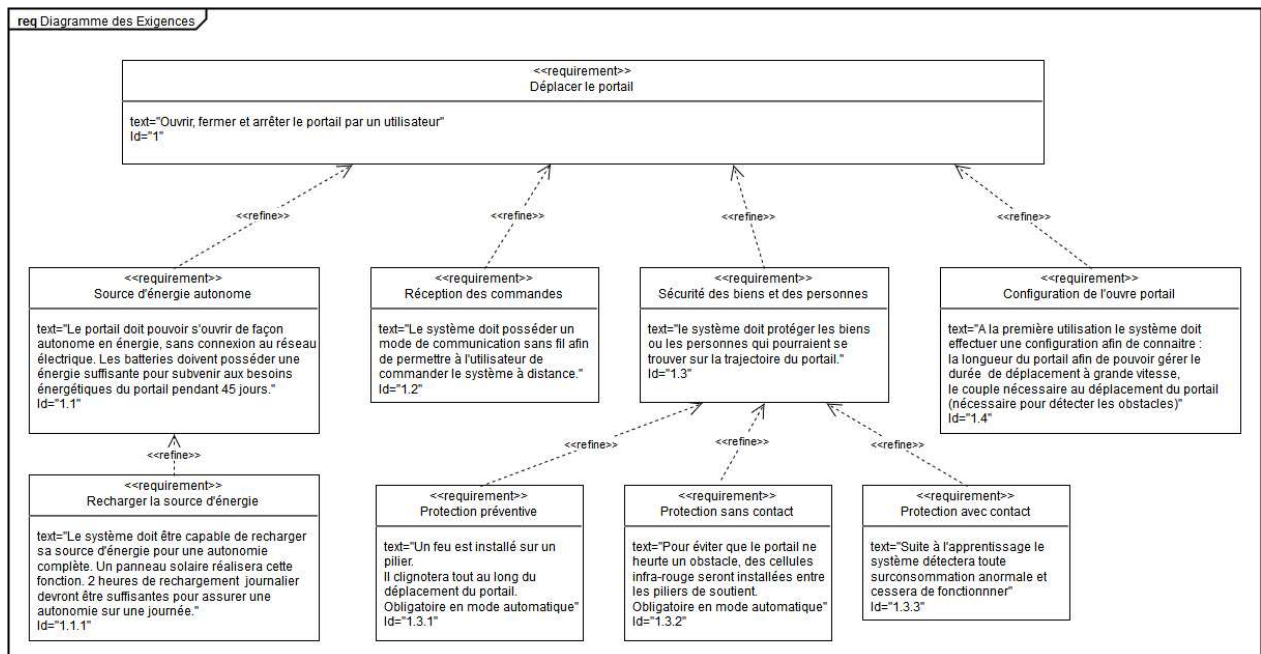 req Diagramme des Exigences
<<requirement>>
Déplacer le portail
text="Ouvrir, fermer et arrêter le portail par un utilisateur"
Id="1"
<<refine>>
<<refine>>
<<refine>>
<<refine>>
<<requirement>>
Source d'énergie autonome
text="Le portail doit pouvoir s'ouvrir de façon
autonome en énergie, sans connexion au réseau
électrique. Les batteries doivent posséder une
énergie suffisante pour subvenir aux besoins
énergétiques du portail pendant 45 jours."
Id="1.1"
<<requirement>>
Réception des commandes
text="Le système doit posséder un
mode de communication sans fil afin
de permettre à l'utilisateur de
commander le système à distance."
Id="1.2"
<<requirement>>
Sécurité des biens et des personnes
text="le système doit protéger les biens
ou les personnes qui pourraient se
trouver sur la trajectoire du portail."
Id="1.3"
<<requirement>>
Configuration de l'ouvre portail
text="A la première utilisation le système doit
effectuer une configuration afin de connaitre :
la longueur du portail afin de pouvoir gérer le
durée de déplacement à grande vitesse,
le couple nécessaire au déplacement du portail
(nécessaire pour détecter les obstacles)"
Id="1.4"
<<refine>>
<<refine>>
<<refine>>
<<refine>>
<<requirement>>
Recharger la source d'énergie
text="Le système doit être capable de recharger
sa source d'énergie pour une autonomie
complète. Un panneau solaire réalisera cette
fonction. 2 heures de rechargement journalier
devront être suffisantes pour assurer une
autonomie sur une journée."
Id="1.1.1"
<<requirement>>
Protection préventive
text="Un feu est installé sur un
pilier.
Il clignotera tout au long du
déplacement du portail.
Obligatoire en mode automatique"
Id="1.3.1"
<<requirement>>
Protection sans contact
text="Pour éviter que le portail ne
heurte un obstacle, des cellules
infra-rouge seront installées entre
les piliers de soutient.
Obligatoire en mode automatique"
Id="1.3.2"
<<requirement>>
Protection avec contact
text="Suite à l'apprentissage le
système détectera toute
surconsommation anormale et
cessera de fonctionnner"
Id="1.3.3"